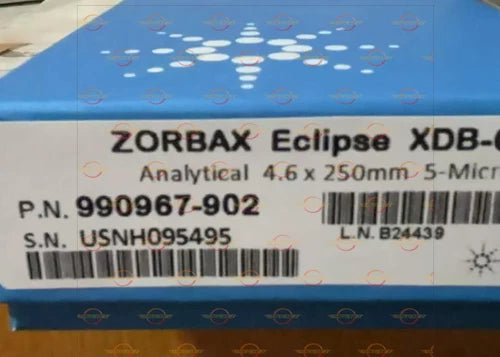 ZORBAX Eclipse XDB-
Analytical 4.6 x 250mm 5-Micr
P.N. 990967-902
S.N. USNH095495
L.N. B24439